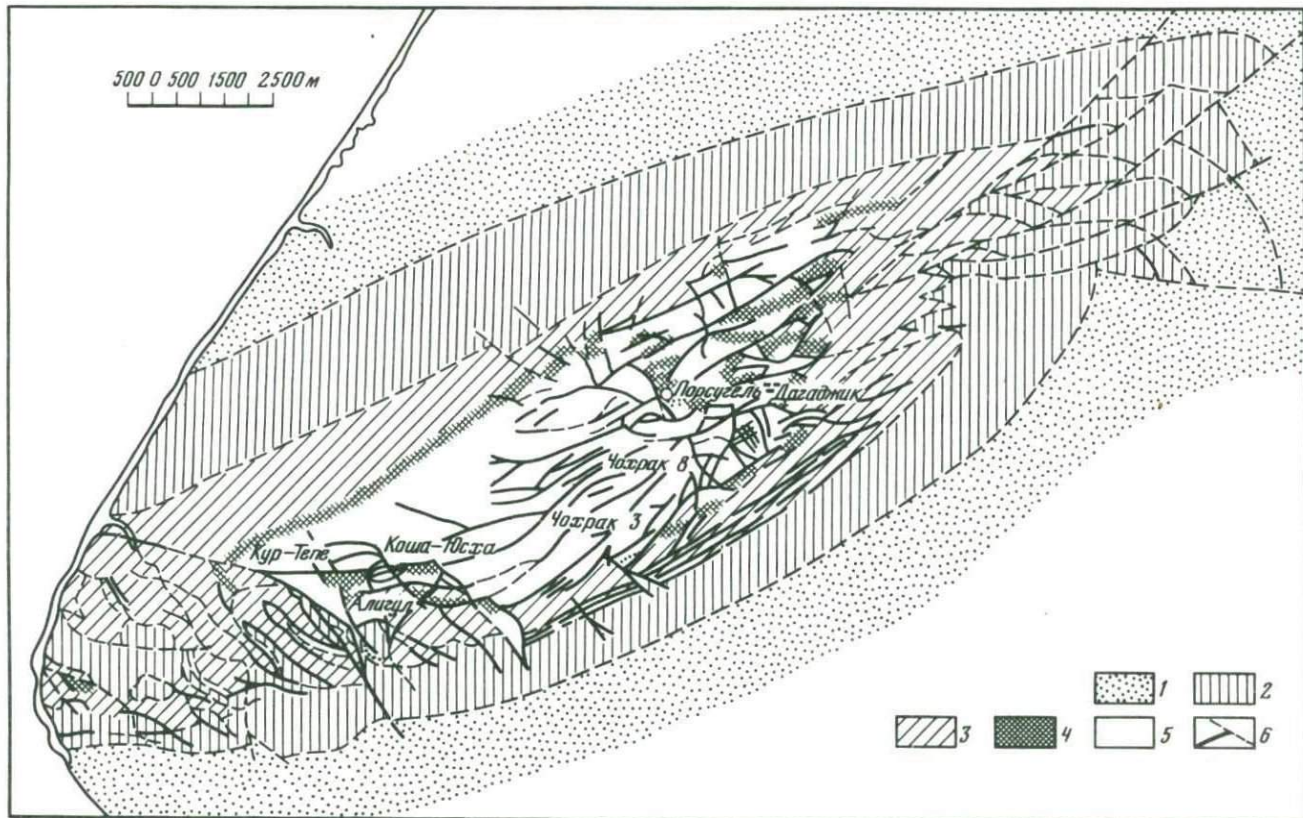 500 0 500 1500 2500 м
Порсугель-Дагаджик
Чохрак 8
Чохрак 3
Кур-Тепе
Коша-Юсха
Алигул
1
2
3
4
5
6